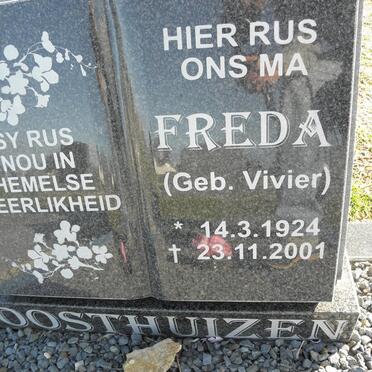 SY RUS
NOU IN
HEMELSE
HIER RUS
ONS MA
FREDA
(Geb. Vivier)
* 14.3.1924
† 23.11.2001
OOSTHUIZEN